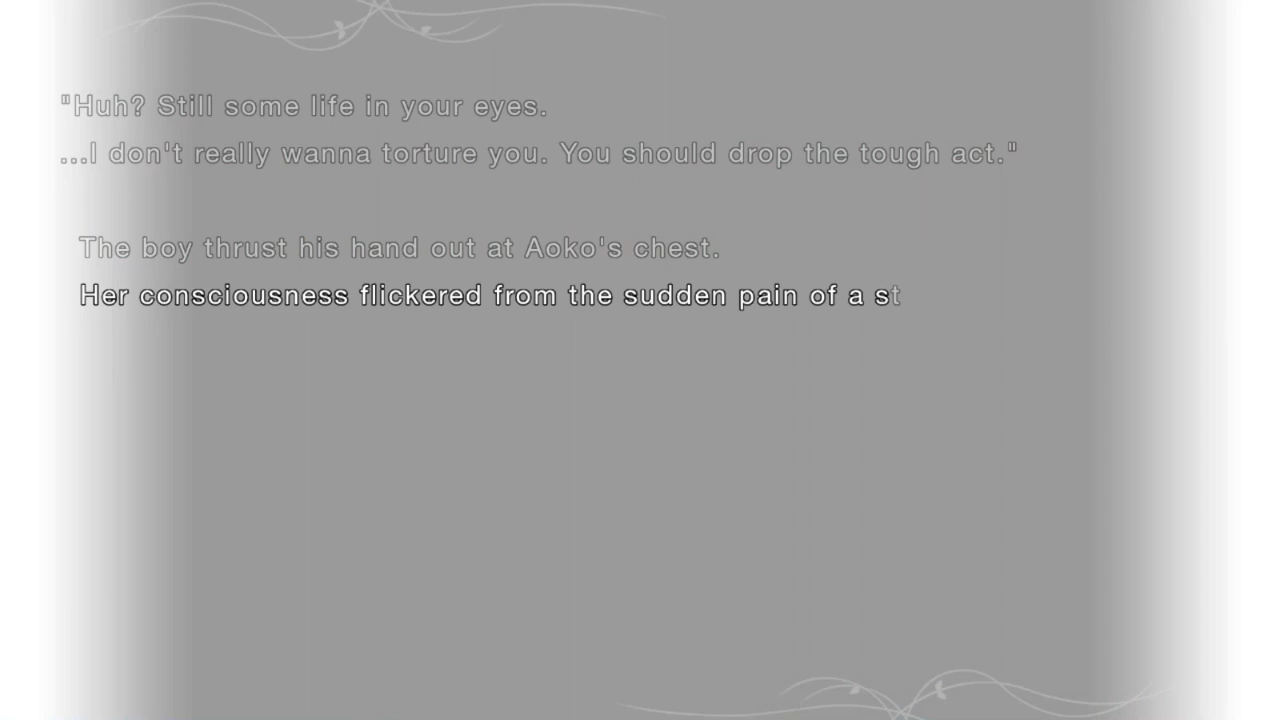 "Huh? Still some life in your eyes.
...I don't really wanna torture you. You should drop the tough act."
The boy thrust his hand out at Aoko's chest.
Her consciousness flickered from the sudden pain of a st